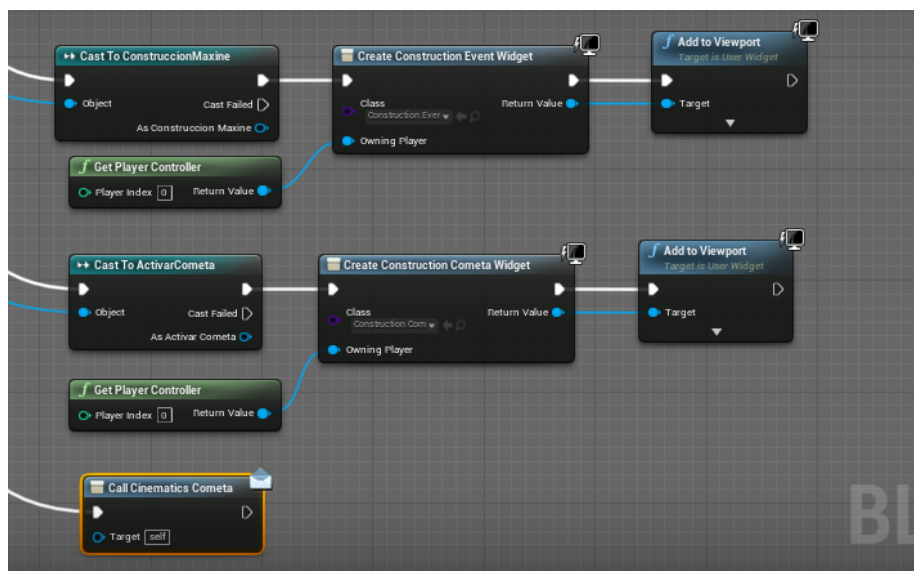 Cast To ConstruccionMaxine
Object
Cast Failed
As Construccion Maxine
Create Construction Event Widget
Class
Construction Ever
Return Value
Owning Player
Add to Viewport
Target is User Widget
Target
Get Player Controller
Player Index 0
Return Value
Cast To ActivarCometa
Object
Cast Failed
As Activar Cometa
Create Construction Cometa Widget
Class
Construction Com
Return Value
Owning Player
Add to Viewport
Target is User Widget
Target
Get Player Controller
Player Index 0
Return Value
Call Cinematics Cometa
Target self
BL